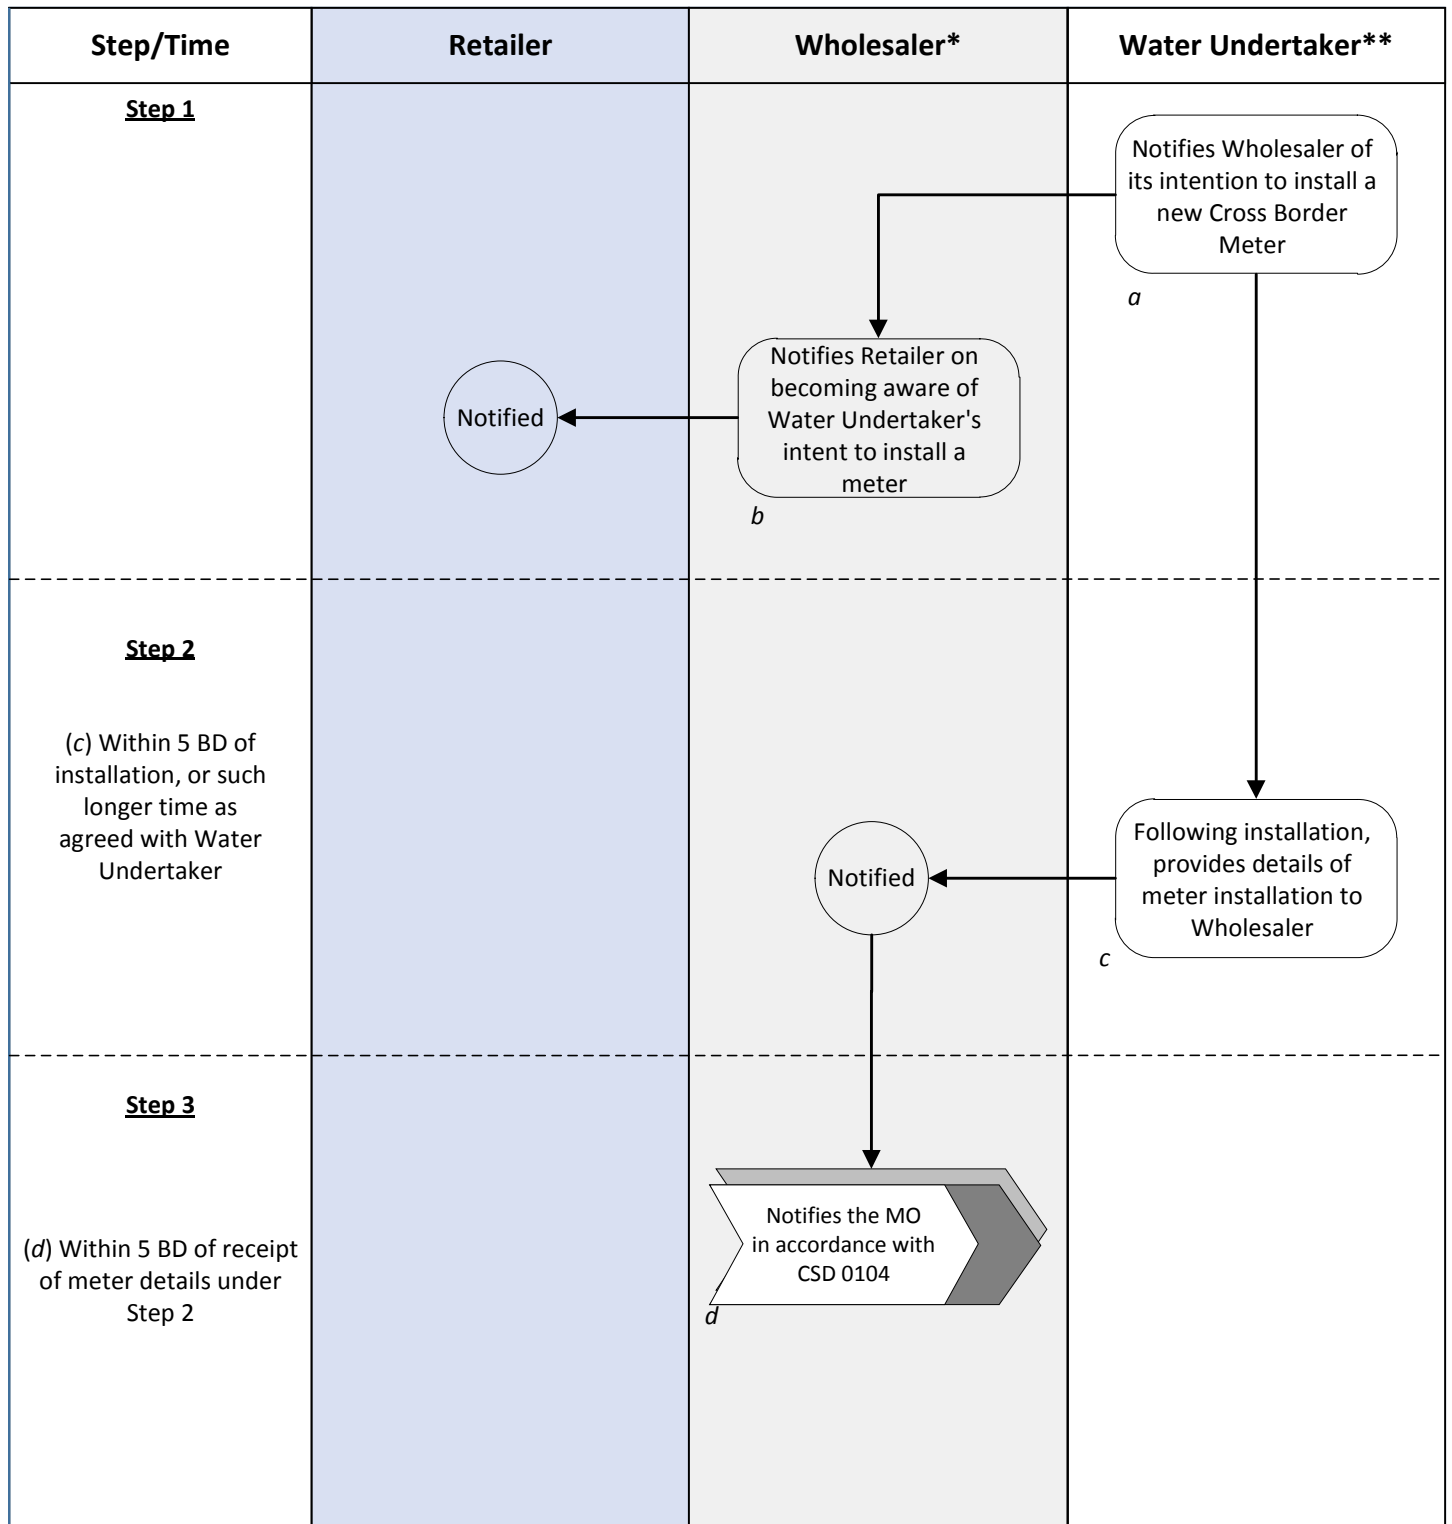 Step/Time
Retailer
Wholesaler*
Water Undertaker**
Step 1
Notifies Wholesaler of
its intention to install a
new Cross Border
Meter
a
Notifies Retailer on
becoming aware of
Water Undertaker's
intent to install a
meter
b
Notified
Step 2
(c) Within 5 BD of
installation, or such
longer time as
agreed with Water
Undertaker
Following installation,
provides details of
meter installation to
Wholesaler
c
Notified
Step 3
(d) Within 5 BD of receipt
of meter details under
Step 2
Notifies the MO
in accordance with
CSD 0104
d